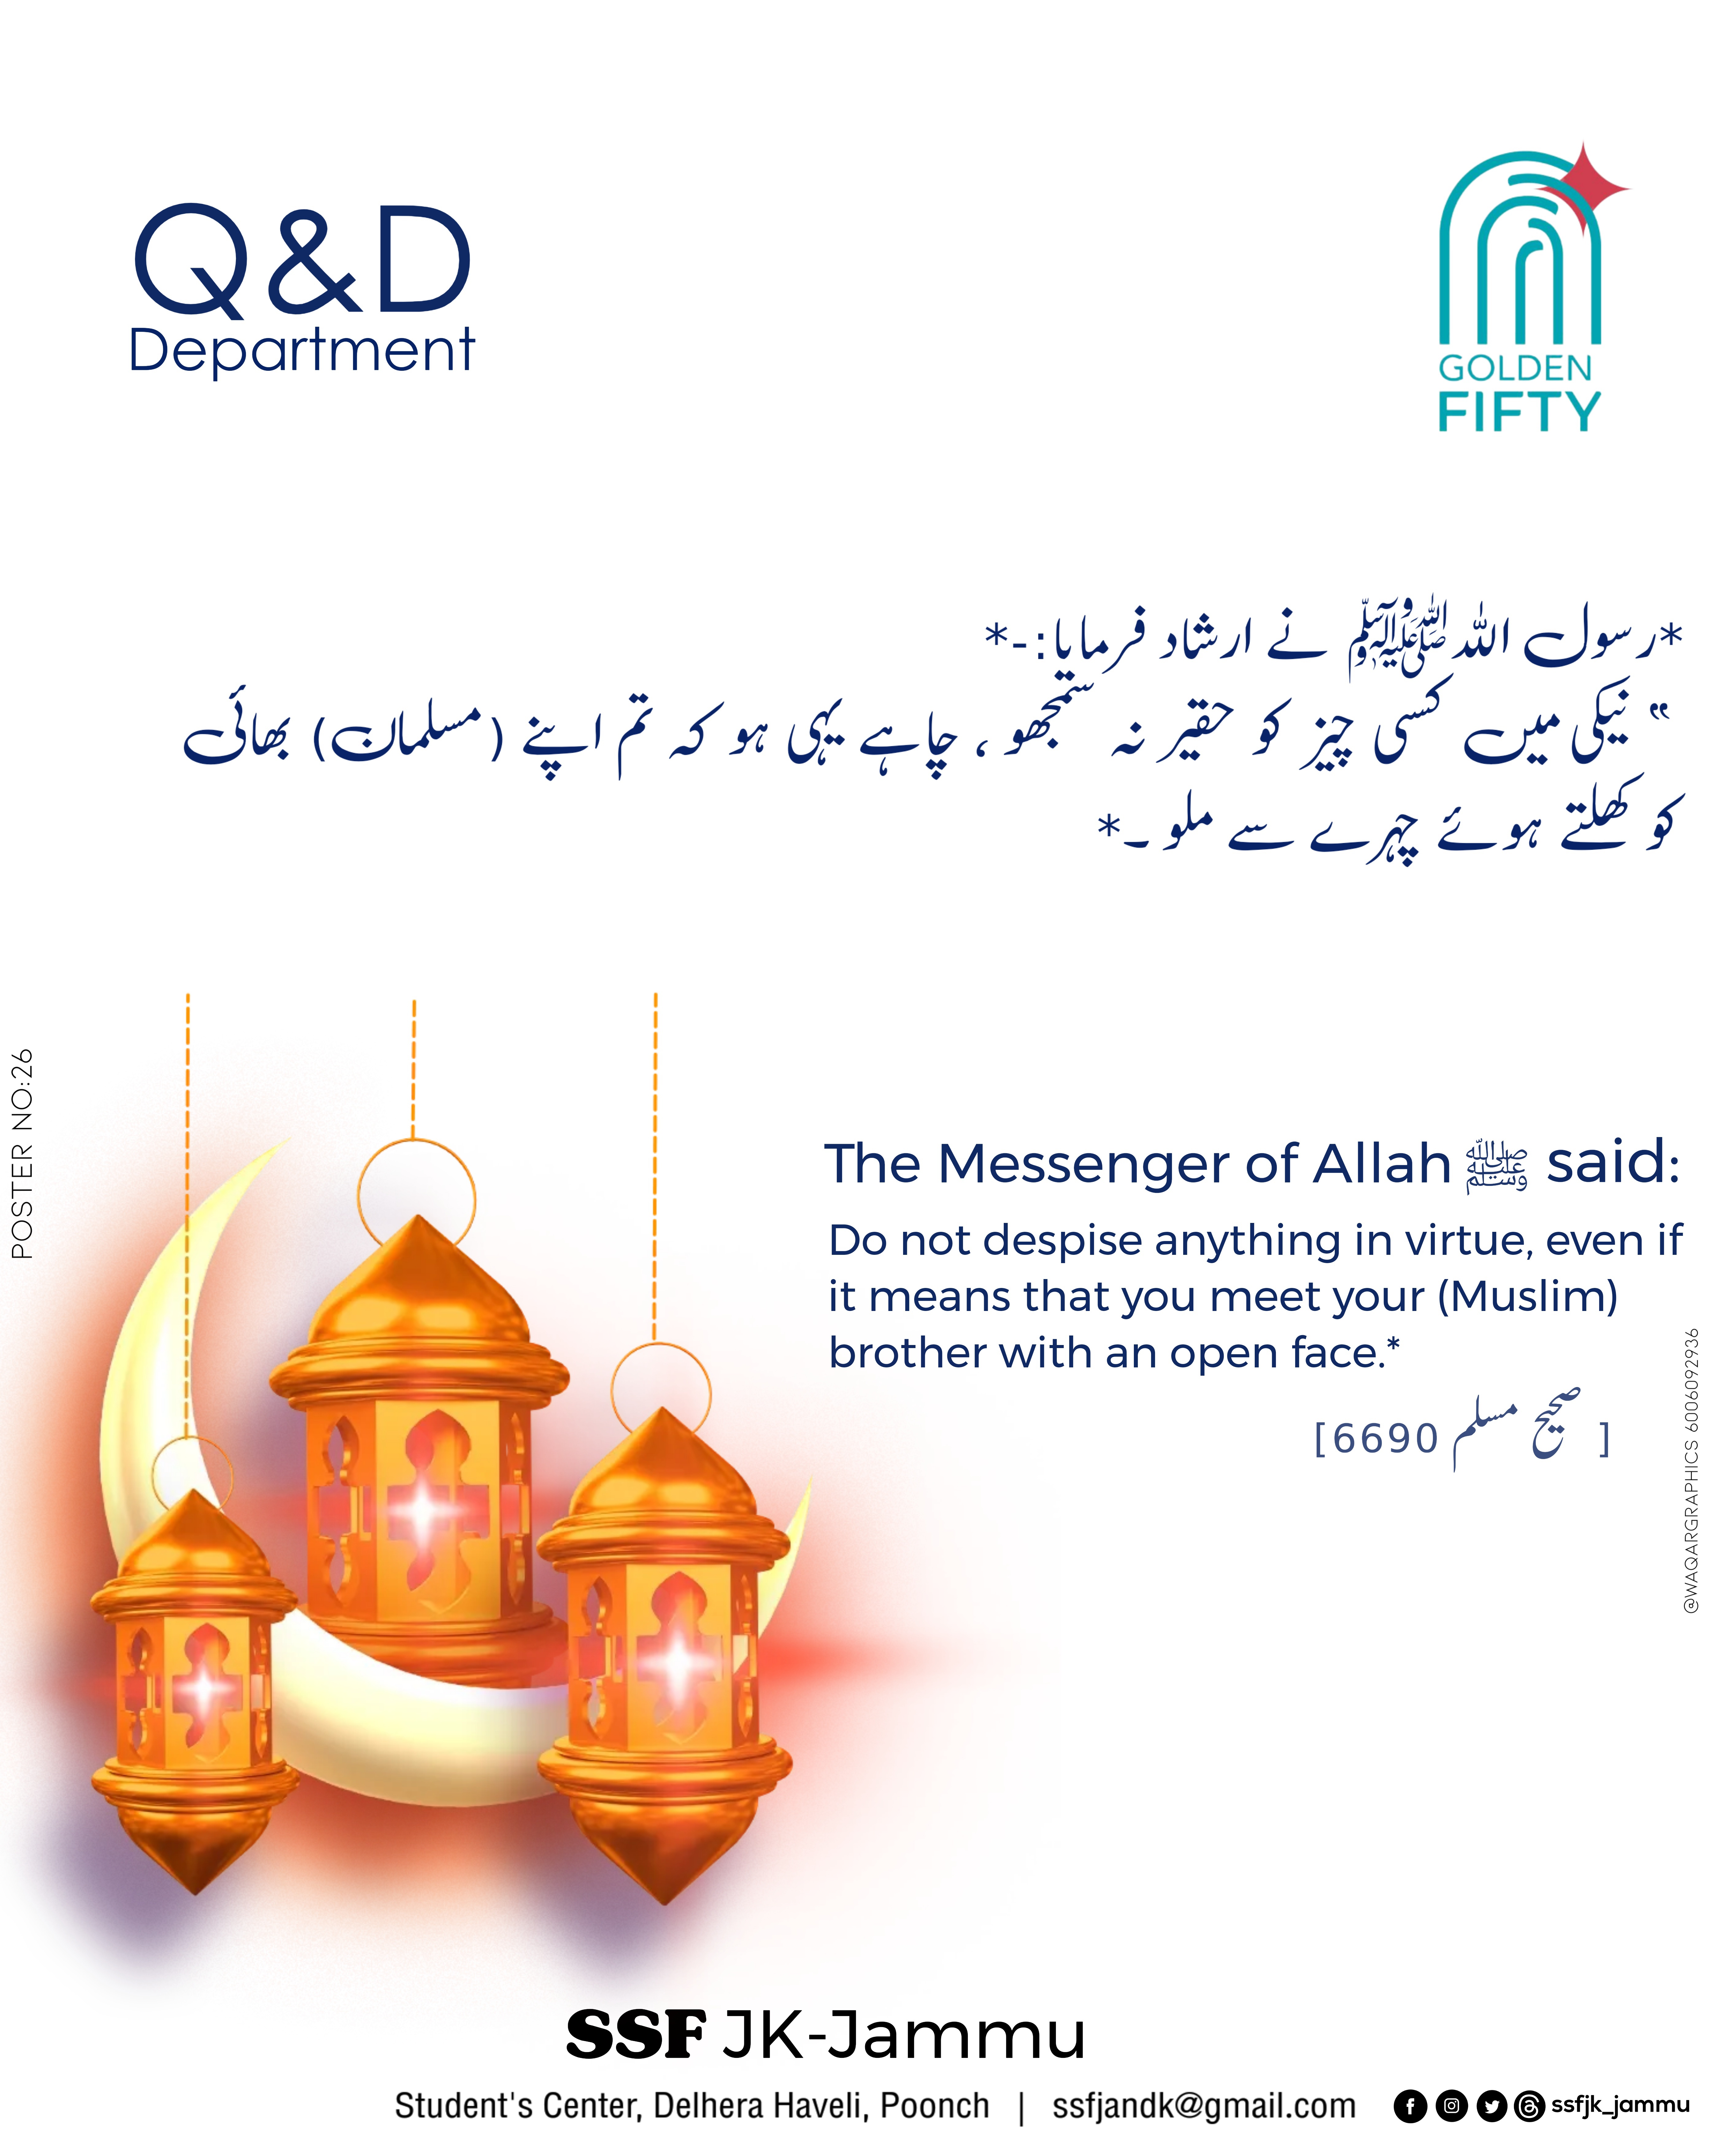 Q&D
Department
GOLDEN
FIFTY
*رسول اللہ ﷺ نے ارشاد فرمایا:-*
“ نیکی میں کسی چیز کو حقیر نہ سمجھو ، چاہے یہی ہو کہ تم اپنے (مسلمان) بھائی
کو کھلتے ہوئے چہرے سے ملو ۔*
POSTER NO:26
The Messenger of Allah ﷺ said:
Do not despise anything in virtue, even if
it means that you meet your (Muslim)
brother with an open face.*
[ صحیح مسلم 6690]
@WAQARGRAPHICS 6006092936
SSF JK-Jammu
Student's Center, Delhera Haveli, Poonch | ssfjandk@gmail.com
ssfjk_jammu